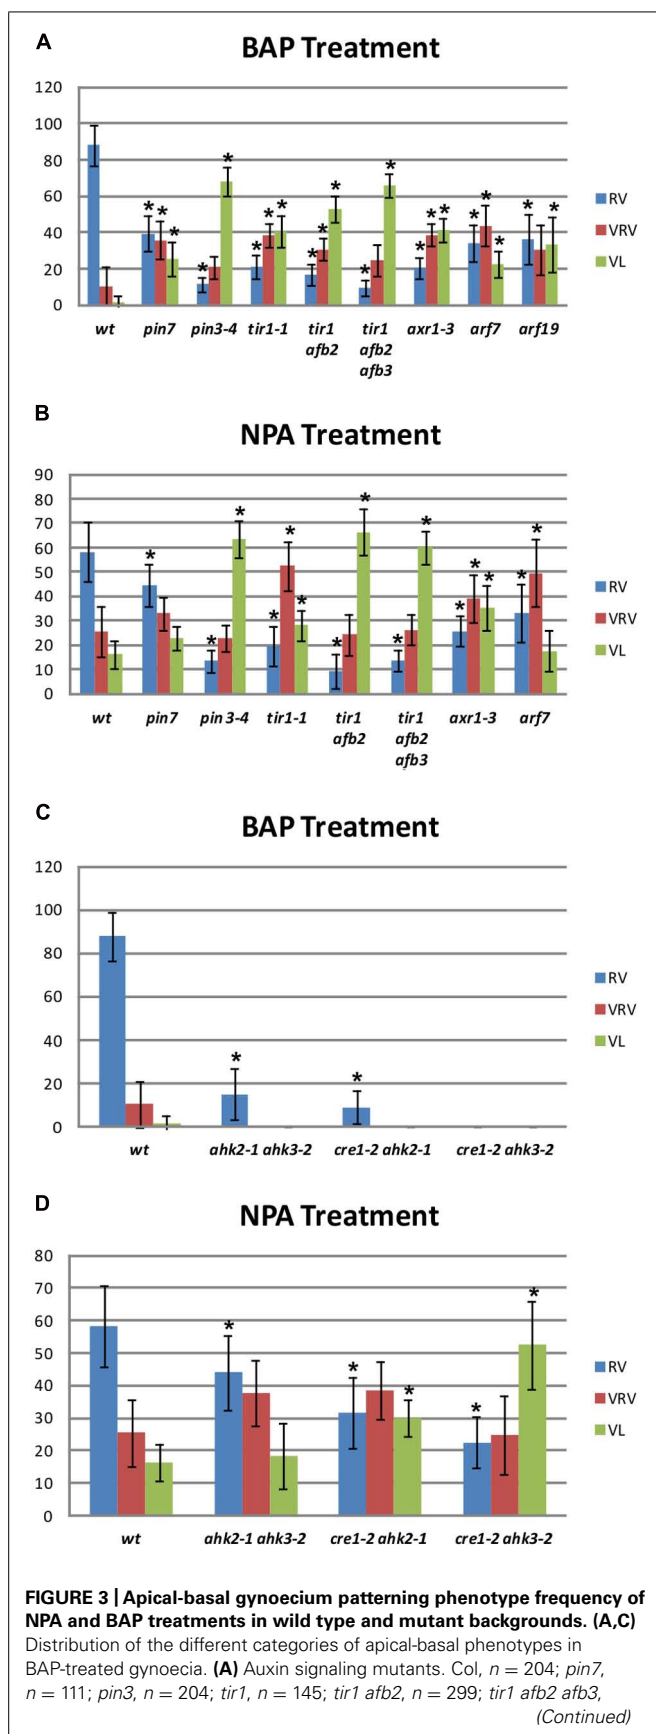 A
BAP Treatment
120
100
80
60
40
20
0
* * * * * * * * * * * * * * * * * * * * *
RV
VRV
VL
wt pin7 pin3-4 tir1-1 tir1 afb2 tir1 afb2 afb3 axr1-3 arf7 arf19
B
NPA Treatment
90
80
70
60
50
40
30
20
10
0
* * * * * * * * * * * * * * *
RV
VRV
VL
wt pin7 pin 3-4 tir1-1 tir1 afb2 tir1 afb2 afb3 axr1-3 arf7
C
BAP Treatment
120
100
80
60
40
20
0
* *
RV
VRV
VL
wt ahk2-1 ahk3-2 cre1-2 ahk2-1 cre1-2 ahk3-2
D
NPA Treatment
80
70
60
50
40
30
20
10
0
* * * * *
RV
VRV
VL
wt ahk2-1 ahk3-2 cre1-2 ahk2-1 cre1-2 ahk3-2
FIGURE 3 | Apical-basal gynoecium patterning phenotype frequency of
NPA and BAP treatments in wild type and mutant backgrounds. (A,C)
Distribution of the different categories of apical-basal phenotypes in
BAP-treated gynoecia. (A) Auxin signaling mutants. Col, n = 204; pin7,
n = 111; pin3, n = 204; tir1, n = 145; tir1 afb2, n = 299; tir1 afb2 afb3,
(Continued)